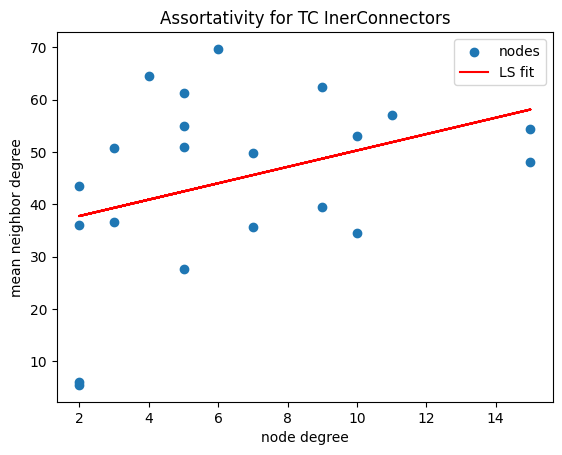 Assortativity for TC InerConnectors
nodes
LS fit
mean neighbor degree
70
60
50
40
30
20
10
2 4 6 8 10 12 14
node degree